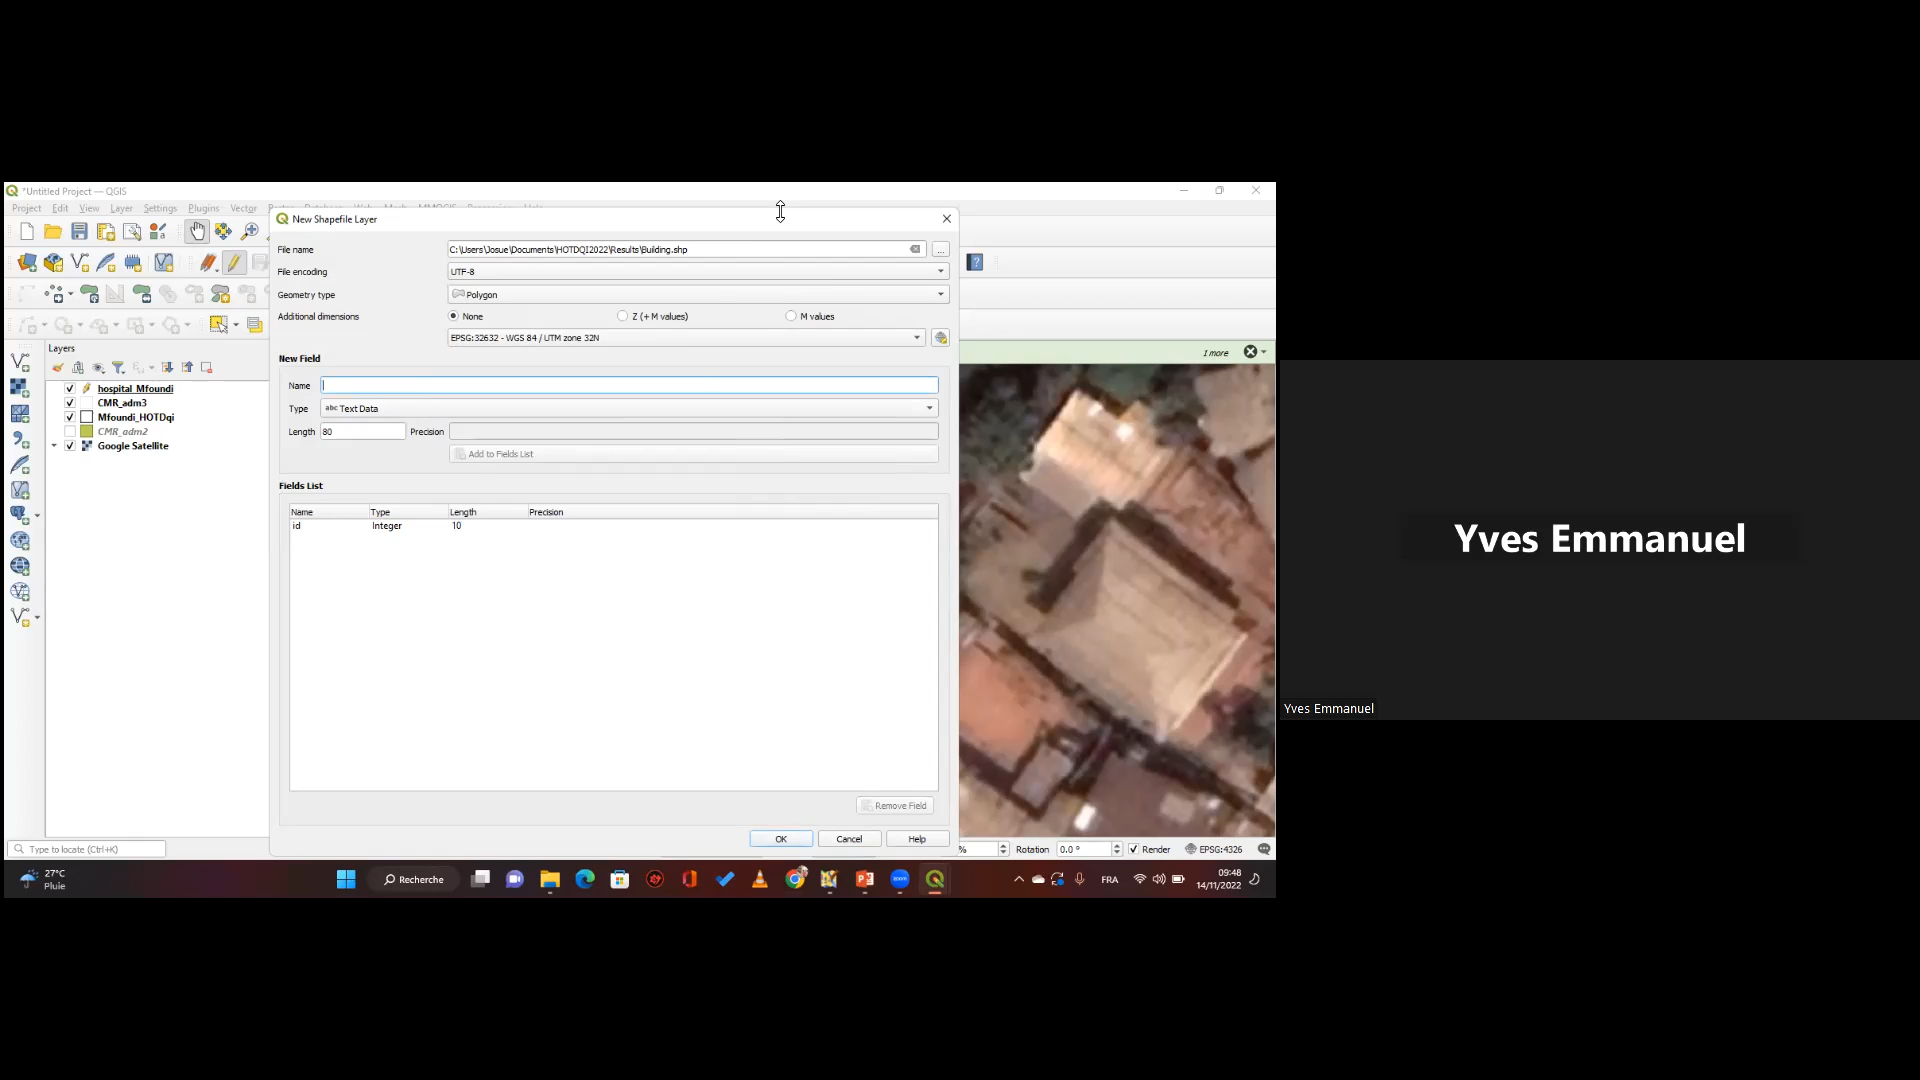 *Untitled Project — QGIS
Project Edit View Layer Settings Plugins Vector
New Shapefile Layer
File name C:\Users\Josue\Documents\HOTDQI2022\Results\Building.shp ...
File encoding UTF-8
Geometry type Polygon
Additional dimensions None Z (+ M values) M values
EPSG:32632 - WGS 84 / UTM zone 32N
New Field
Name
Type abc Text Data
Length 80 Precision
Add to Fields List
Fields List
Name Type Length Precision
id Integer 10
Remove Field
OK Cancel Help
Layers
hospital_Mfoundi
CMR_adm3
Mfoundi_HOTDqi
CMR_adm2
Google Satellite
1 more
Type to locate (Ctrl+K)
% Rotation 0.0 ° Render EPSG:4326
27°C
Pluie
Recherche
zoom
FRA
09:48
14/11/2022
Yves Emmanuel
Yves Emmanuel